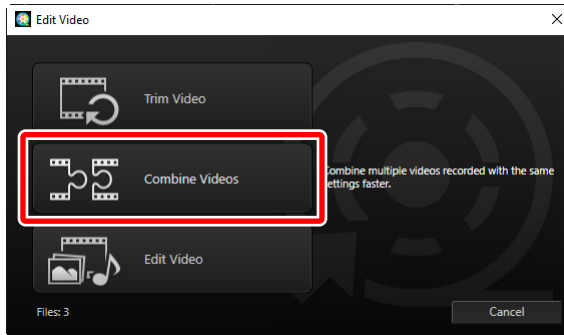 Edit Video
Trim Video
Combine Videos
Combine multiple videos recorded with the same
settings faster.
Edit Video
Files: 3
Cancel